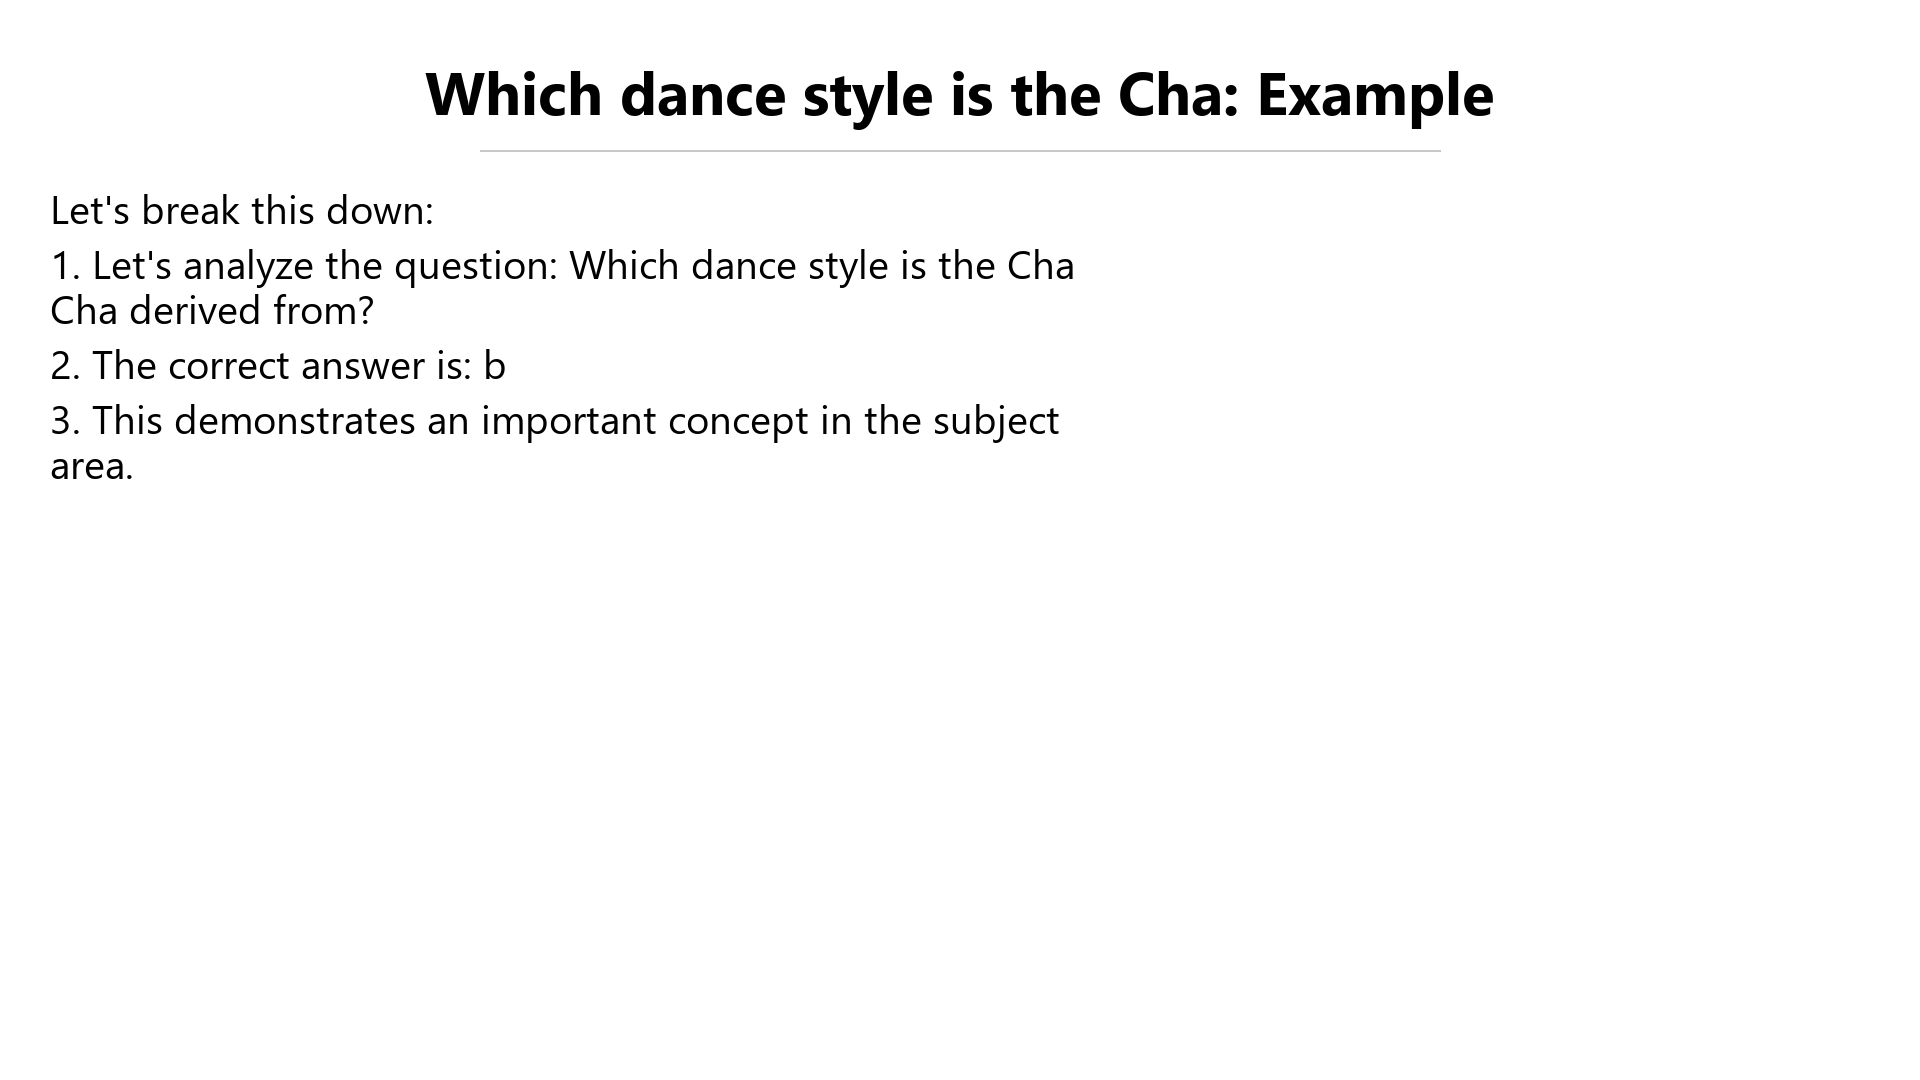 Which dance style is the Cha: Example
Let's break this down:
1. Let's analyze the question: Which dance style is the Cha
Cha derived from?
2. The correct answer is: b
3. This demonstrates an important concept in the subject
area.